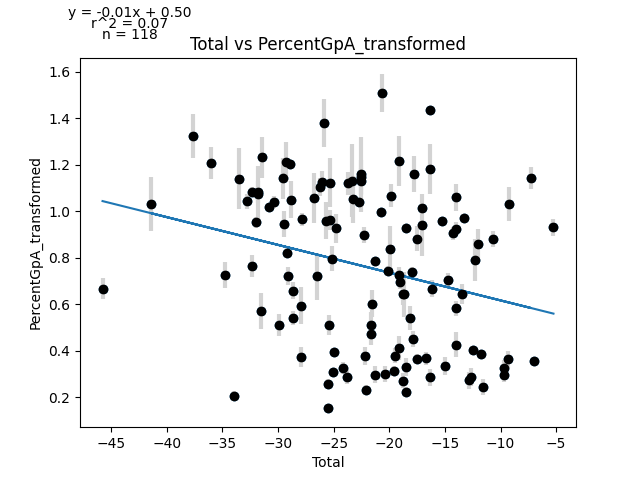 y = -0.01x + 0.50
r^2 = 0.07
n = 118
Total vs PercentGpA_transformed
1.6
1.4
1.2
1.0
0.8
0.6
0.4
0.2
PercentGpA_transformed
−45 −40 −35 −30 −25 −20 −15 −10 −5
Total